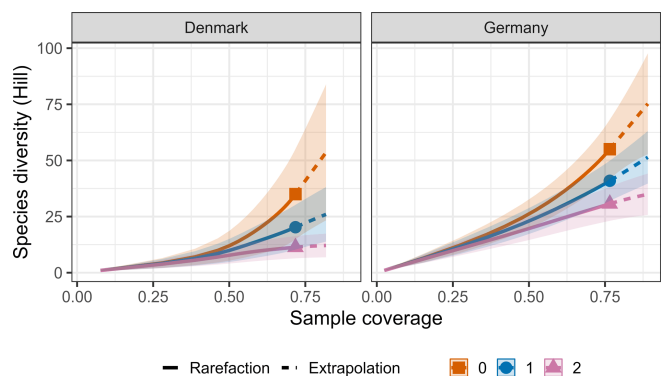 Denmark Germany
100
75
50
25
0
Species diversity (Hill)
0.00 0.25 0.50 0.75 0.00 0.25 0.50 0.75
Sample coverage
Rarefaction Extrapolation 0 1 2